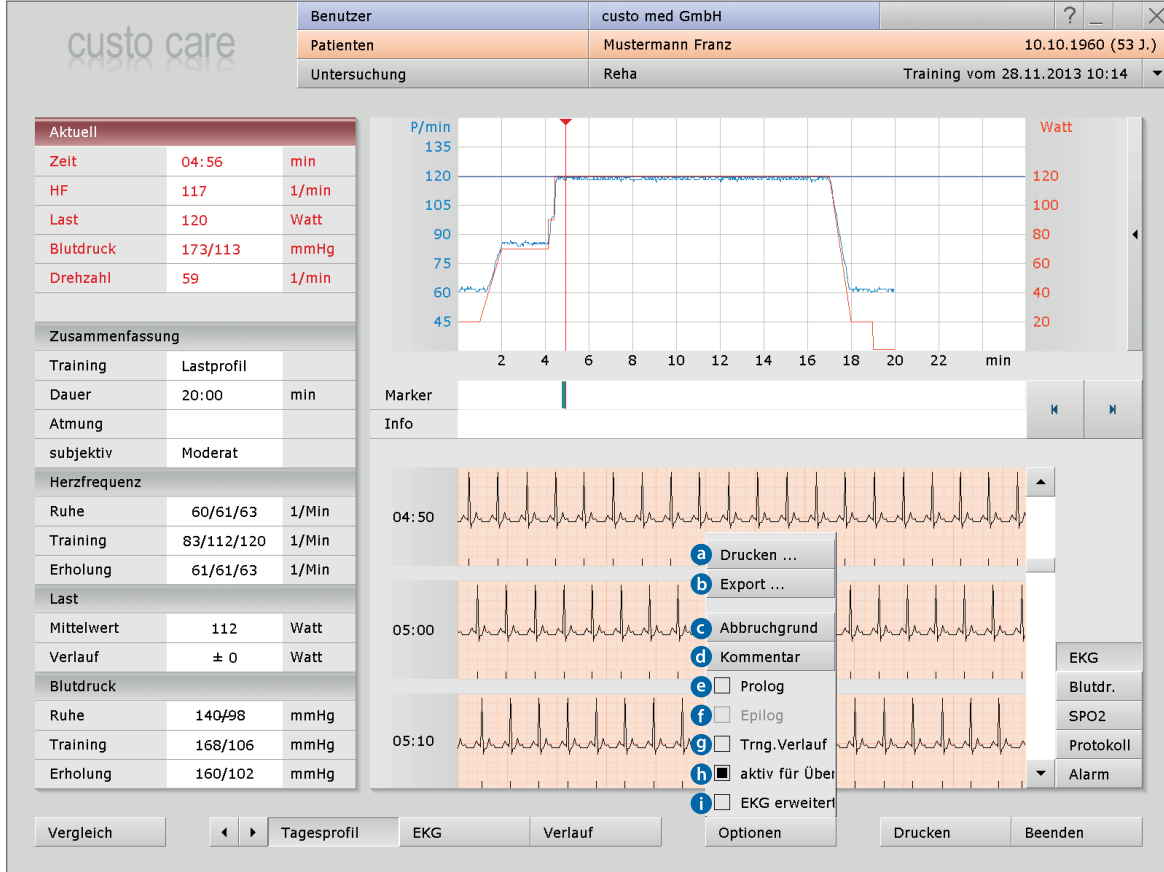 custo care
Benutzer custo med GmbH ? _
Patienten Mustermann Franz 10.10.1960 (53 J.)
Untersuchung Reha Training vom 28.11.2013 10:14
Aktuell
Zeit 04:56 min
HF 117 1/min
Last 120 Watt
Blutdruck 173/113 mmHg
Drehzahl 59 1/min
Zusammenfassung
Training Lastprofil
Dauer 20:00 min
Atmung
subjektiv Moderat
Herzfrequenz
Ruhe 60/61/63 1/Min
Training 83/112/120 1/Min
Erholung 61/61/63 1/Min
Last
Mittelwert 112 Watt
Verlauf ± 0 Watt
Blutdruck
Ruhe 140/98 mmHg
Training 168/106 mmHg
Erholung 160/102 mmHg
P/min Watt
135
120 120
105 100
90 80
75 60
60 40
45 20
2 4 6 8 10 12 14 16 18 20 22 min
Marker
Info
04:50
05:00
05:10
a Drucken ...
b Export ...
c Abbruchgrund
d Kommentar
e Prolog
f Epilog
g Trng.Verlauf
h aktiv für Über
i EKG erweitert
EKG
Blutdr.
SPO2
Protokoll
Alarm
Vergleich Tagesprofil EKG Verlauf Optionen Drucken Beenden